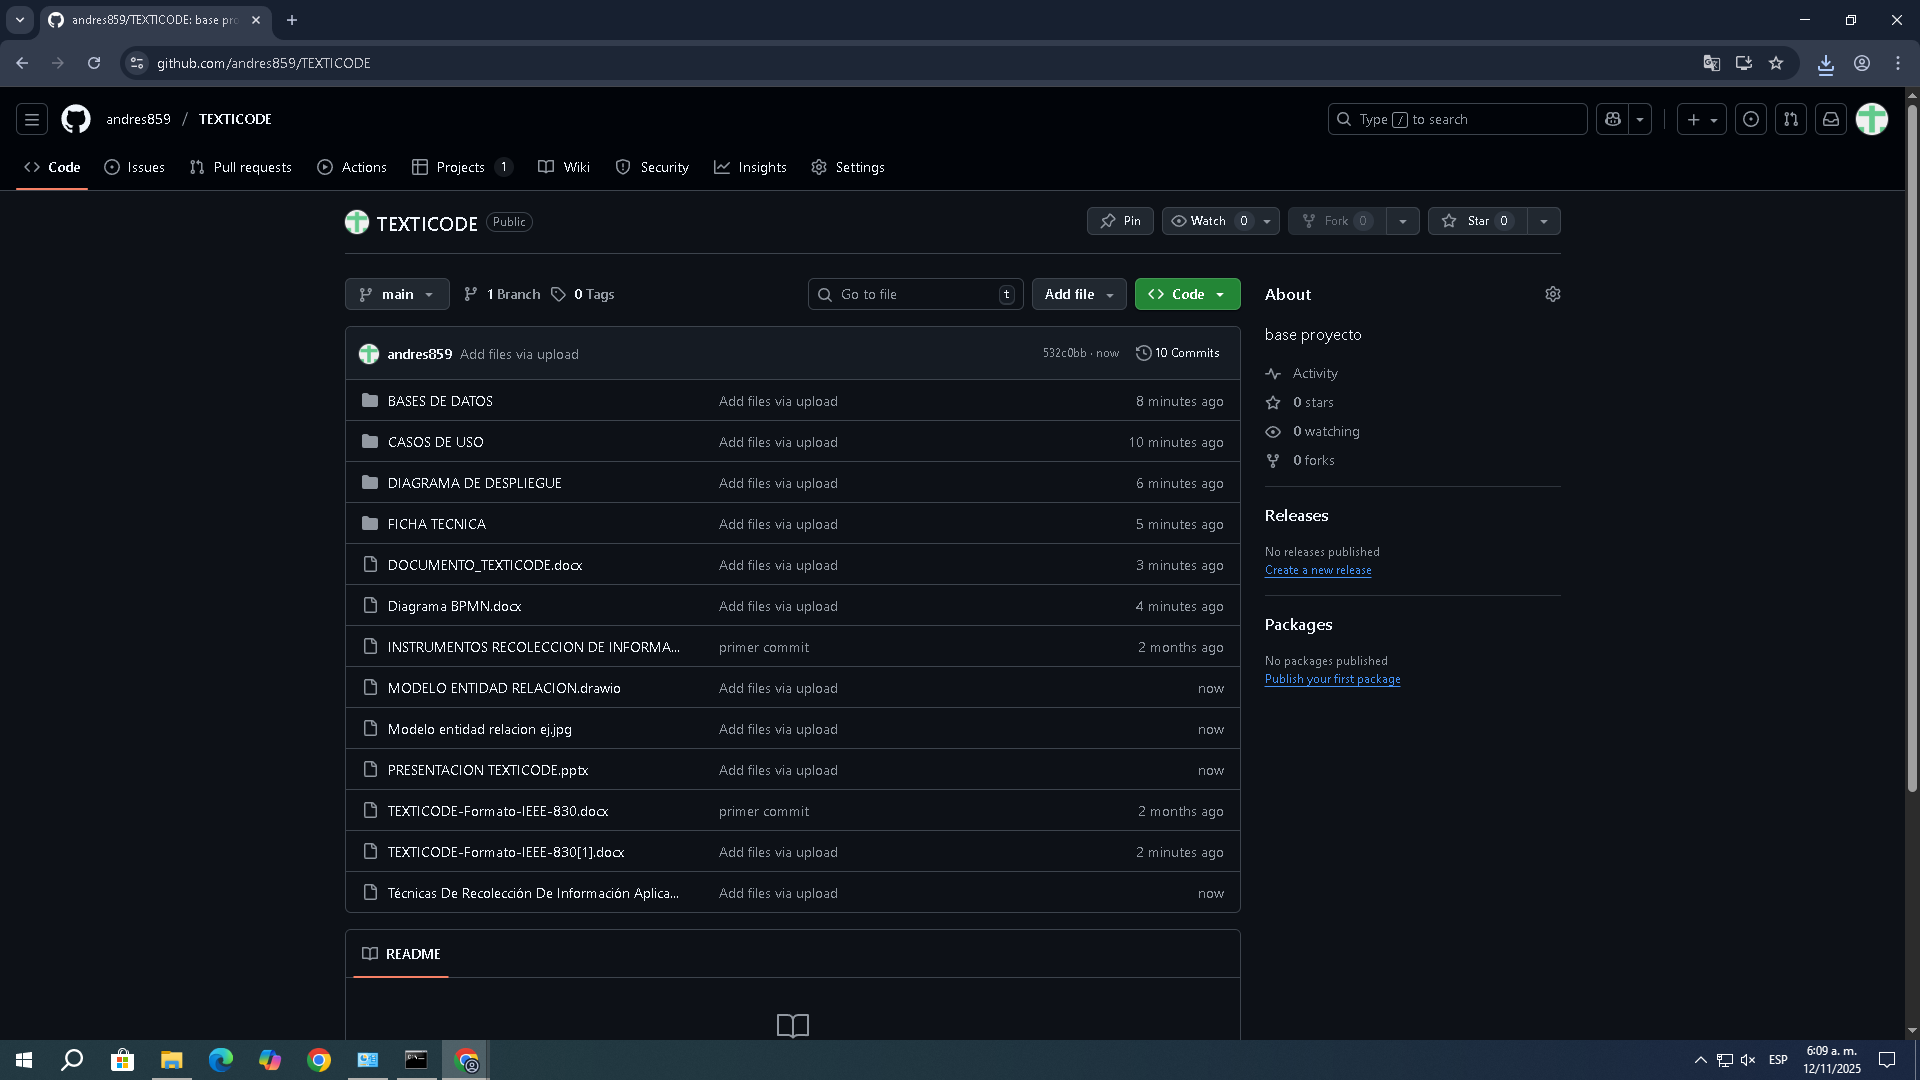 andres859/TEXTICODE: base pro
github.com/andres859/TEXTICODE
andres859 / TEXTICODE
Type / to search
Code Issues Pull requests Actions Projects 1 Wiki Security Insights Settings
TEXTICODE Public
Pin Watch 0 Fork 0 Star 0
main 1 Branch 0 Tags Go to file t Add file Code
andres859 Add files via upload 532c0bb · now 10 Commits
BASES DE DATOS Add files via upload 8 minutes ago
CASOS DE USO Add files via upload 10 minutes ago
DIAGRAMA DE DESPLIEGUE Add files via upload 6 minutes ago
FICHA TECNICA Add files via upload 5 minutes ago
DOCUMENTO_TEXTICODE.docx Add files via upload 3 minutes ago
Diagrama BPMN.docx Add files via upload 4 minutes ago
INSTRUMENTOS RECOLECCION DE INFORMA... primer commit 2 months ago
MODELO ENTIDAD RELACION.drawio Add files via upload now
Modelo entidad relacion ej.jpg Add files via upload now
PRESENTACION TEXTICODE.pptx Add files via upload now
TEXTICODE-Formato-IEEE-830.docx primer commit 2 months ago
TEXTICODE-Formato-IEEE-830[1].docx Add files via upload 2 minutes ago
Técnicas De Recolección De Información Aplica... Add files via upload now
README
About
base proyecto
Activity
0 stars
0 watching
0 forks
Releases
No releases published
Create a new release
Packages
No packages published
Publish your first package
ESP
6:09 a. m.
12/11/2025